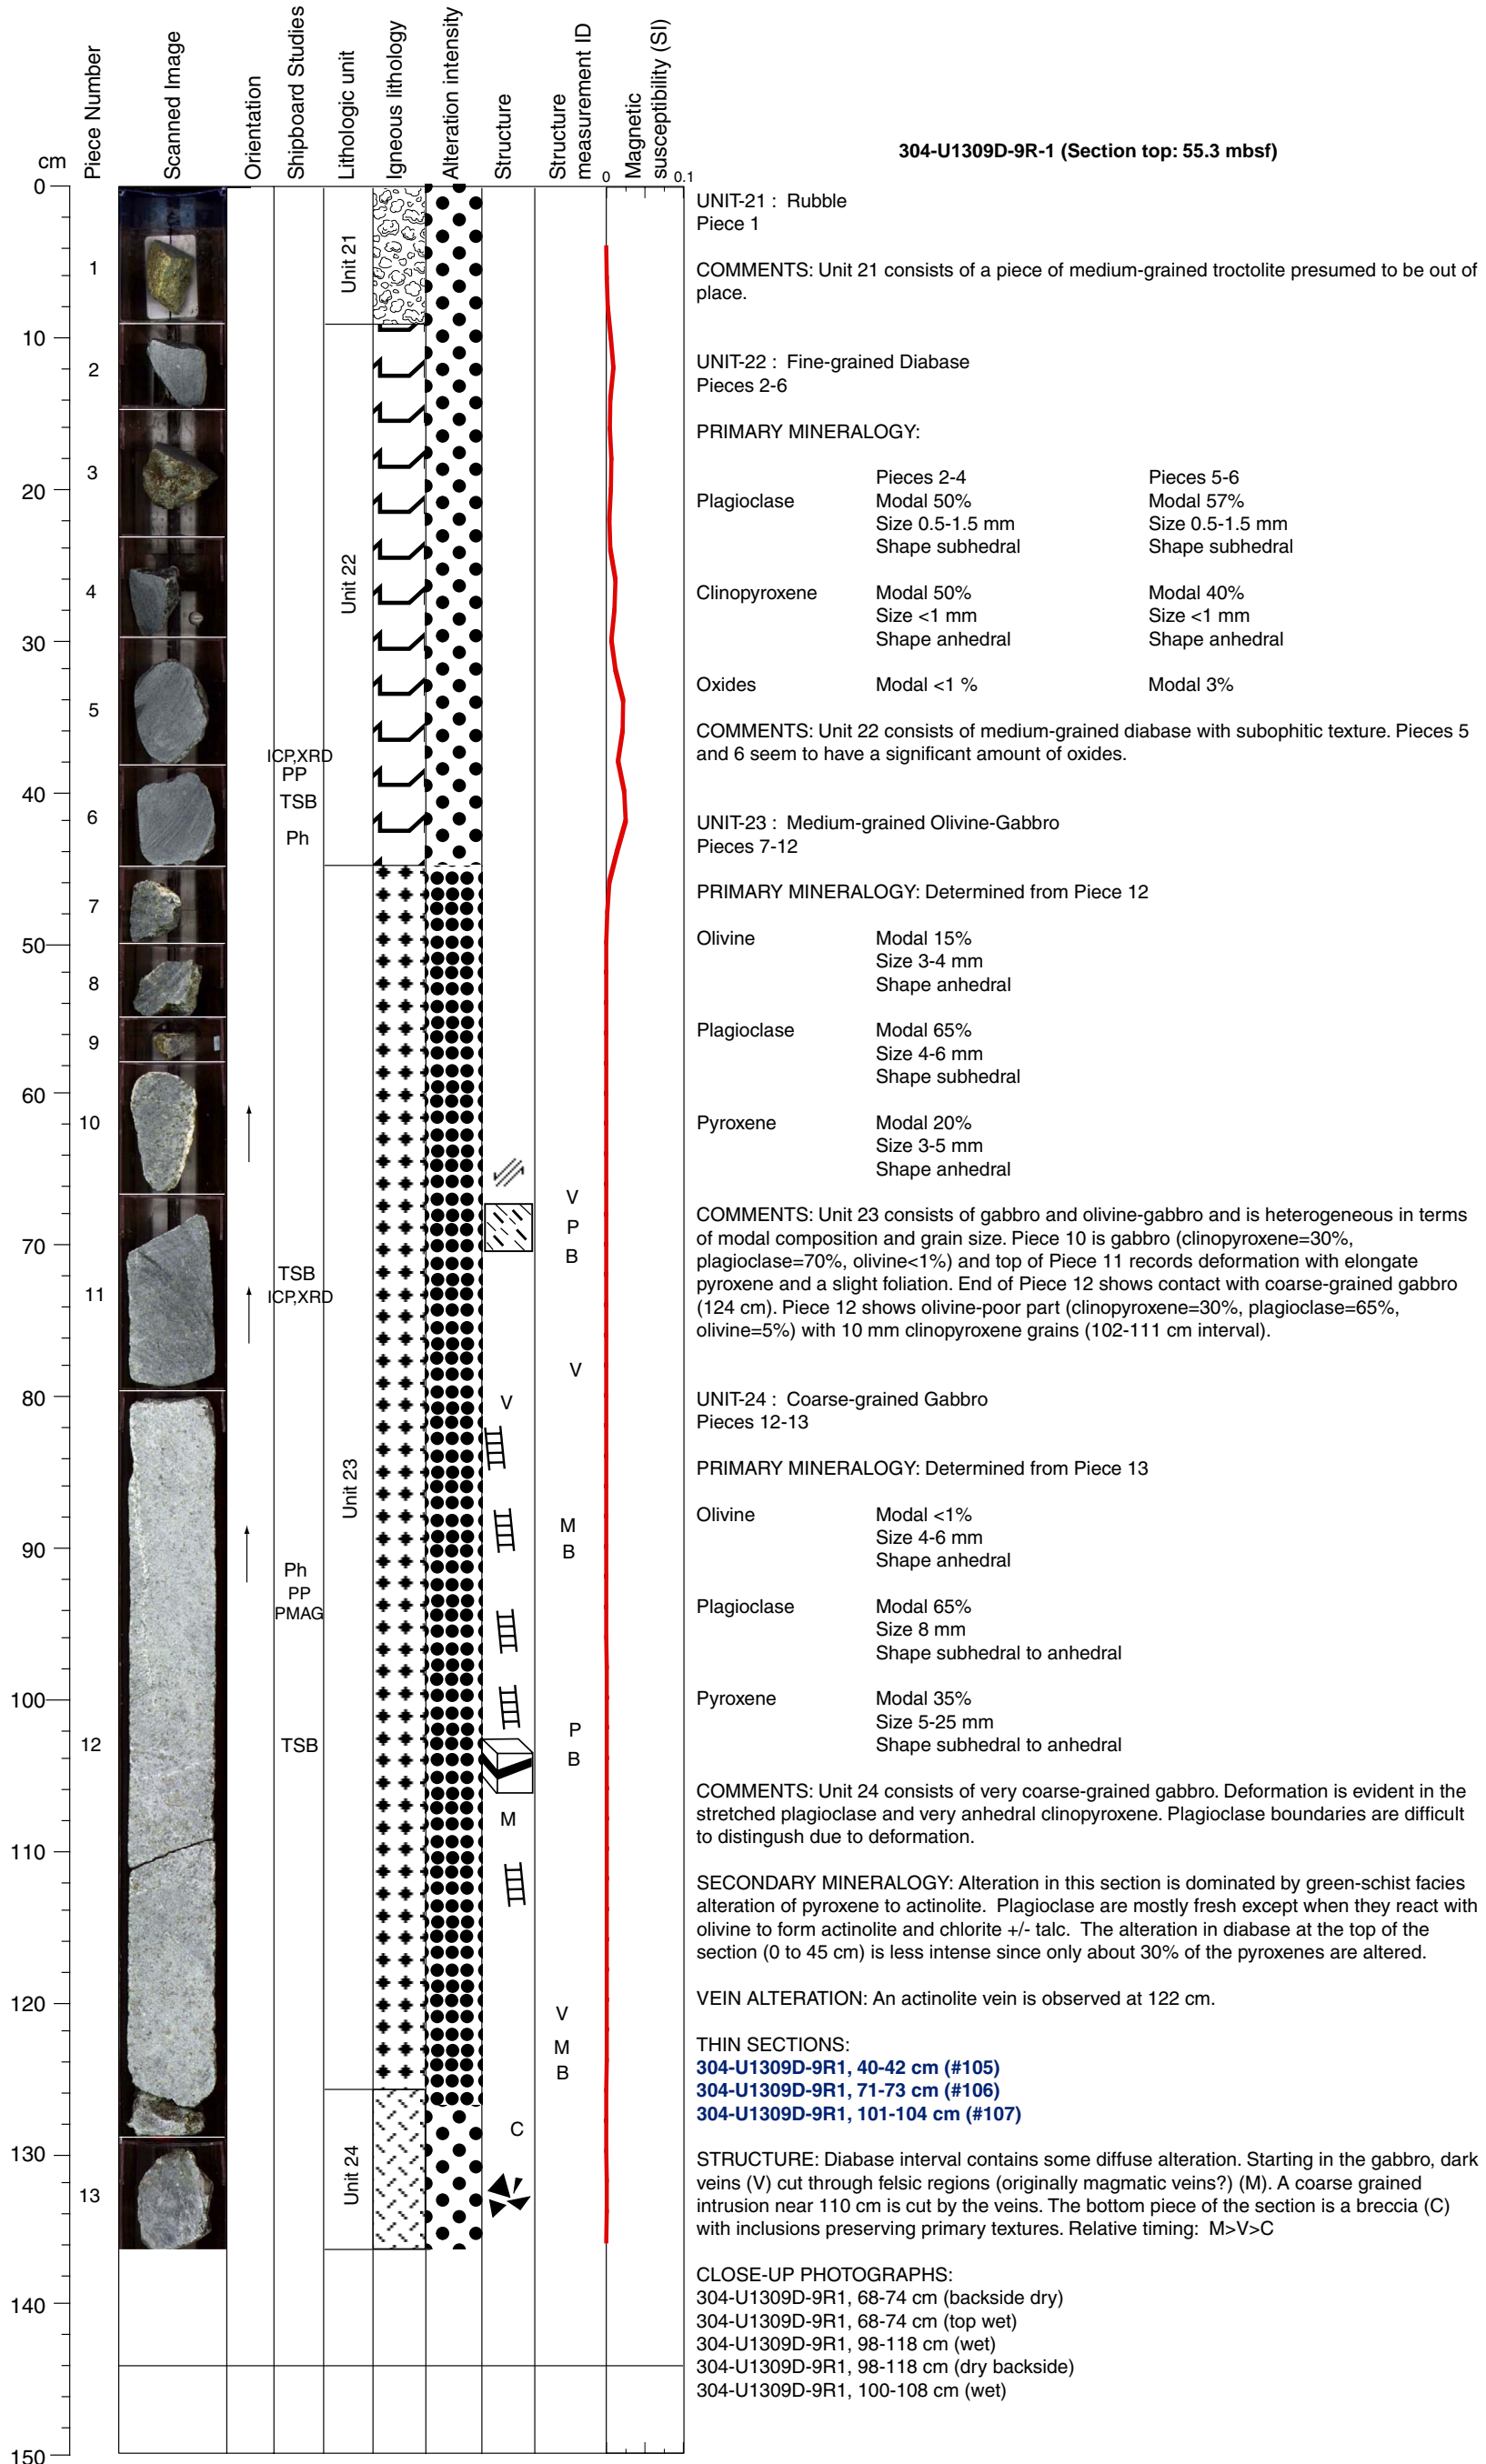 cm
Piece Number
Scanned Image
Orientation
Shipboard Studies
Lithologic unit
Igneous lithology
Alteration intensity
Structure
Structure
measurement ID
Magnetic
susceptibility (SI)
0
0.1
0
10
20
30
40
50
60
70
80
90
100
110
120
130
140
150
1
2
3
4
5
6
7
8
9
10
11
12
13
ICP,XRD
PP
TSB
Ph
TSB
ICP,XRD
Ph
PP
PMAG
TSB
Unit 21
Unit 22
Unit 23
Unit 24
V
M
C
V
P
B
V
M
B
P
B
V
M
B
304-U1309D-9R-1 (Section top: 55.3 mbsf)
UNIT-21 : Rubble
Piece 1
COMMENTS: Unit 21 consists of a piece of medium-grained troctolite presumed to be out of
place.
UNIT-22 : Fine-grained Diabase
Pieces 2-6
PRIMARY MINERALOGY:
Pieces 2-4 Pieces 5-6
Plagioclase Modal 50% Modal 57%
Size 0.5-1.5 mm Size 0.5-1.5 mm
Shape subhedral Shape subhedral
Clinopyroxene Modal 50% Modal 40%
Size <1 mm Size <1 mm
Shape anhedral Shape anhedral
Oxides Modal <1 % Modal 3%
COMMENTS: Unit 22 consists of medium-grained diabase with subophitic texture. Pieces 5
and 6 seem to have a significant amount of oxides.
UNIT-23 : Medium-grained Olivine-Gabbro
Pieces 7-12
PRIMARY MINERALOGY: Determined from Piece 12
Olivine Modal 15%
Size 3-4 mm
Shape anhedral
Plagioclase Modal 65%
Size 4-6 mm
Shape subhedral
Pyroxene Modal 20%
Size 3-5 mm
Shape anhedral
COMMENTS: Unit 23 consists of gabbro and olivine-gabbro and is heterogeneous in terms
of modal composition and grain size. Piece 10 is gabbro (clinopyroxene=30%,
plagioclase=70%, olivine<1%) and top of Piece 11 records deformation with elongate
pyroxene and a slight foliation. End of Piece 12 shows contact with coarse-grained gabbro
(124 cm). Piece 12 shows olivine-poor part (clinopyroxene=30%, plagioclase=65%,
olivine=5%) with 10 mm clinopyroxene grains (102-111 cm interval).
UNIT-24 : Coarse-grained Gabbro
Pieces 12-13
PRIMARY MINERALOGY: Determined from Piece 13
Olivine Modal <1%
Size 4-6 mm
Shape anhedral
Plagioclase Modal 65%
Size 8 mm
Shape subhedral to anhedral
Pyroxene Modal 35%
Size 5-25 mm
Shape subhedral to anhedral
COMMENTS: Unit 24 consists of very coarse-grained gabbro. Deformation is evident in the
stretched plagioclase and very anhedral clinopyroxene. Plagioclase boundaries are difficult
to distingush due to deformation.
SECONDARY MINERALOGY: Alteration in this section is dominated by green-schist facies
alteration of pyroxene to actinolite. Plagioclase are mostly fresh except when they react with
olivine to form actinolite and chlorite +/- talc. The alteration in diabase at the top of the
section (0 to 45 cm) is less intense since only about 30% of the pyroxenes are altered.
VEIN ALTERATION: An actinolite vein is observed at 122 cm.
THIN SECTIONS:
304-U1309D-9R1, 40-42 cm (#105)
304-U1309D-9R1, 71-73 cm (#106)
304-U1309D-9R1, 101-104 cm (#107)
STRUCTURE: Diabase interval contains some diffuse alteration. Starting in the gabbro, dark
veins (V) cut through felsic regions (originally magmatic veins?) (M). A coarse grained
intrusion near 110 cm is cut by the veins. The bottom piece of the section is a breccia (C)
with inclusions preserving primary textures. Relative timing: M>V>C
CLOSE-UP PHOTOGRAPHS:
304-U1309D-9R1, 68-74 cm (backside dry)
304-U1309D-9R1, 68-74 cm (top wet)
304-U1309D-9R1, 98-118 cm (wet)
304-U1309D-9R1, 98-118 cm (dry backside)
304-U1309D-9R1, 100-108 cm (wet)